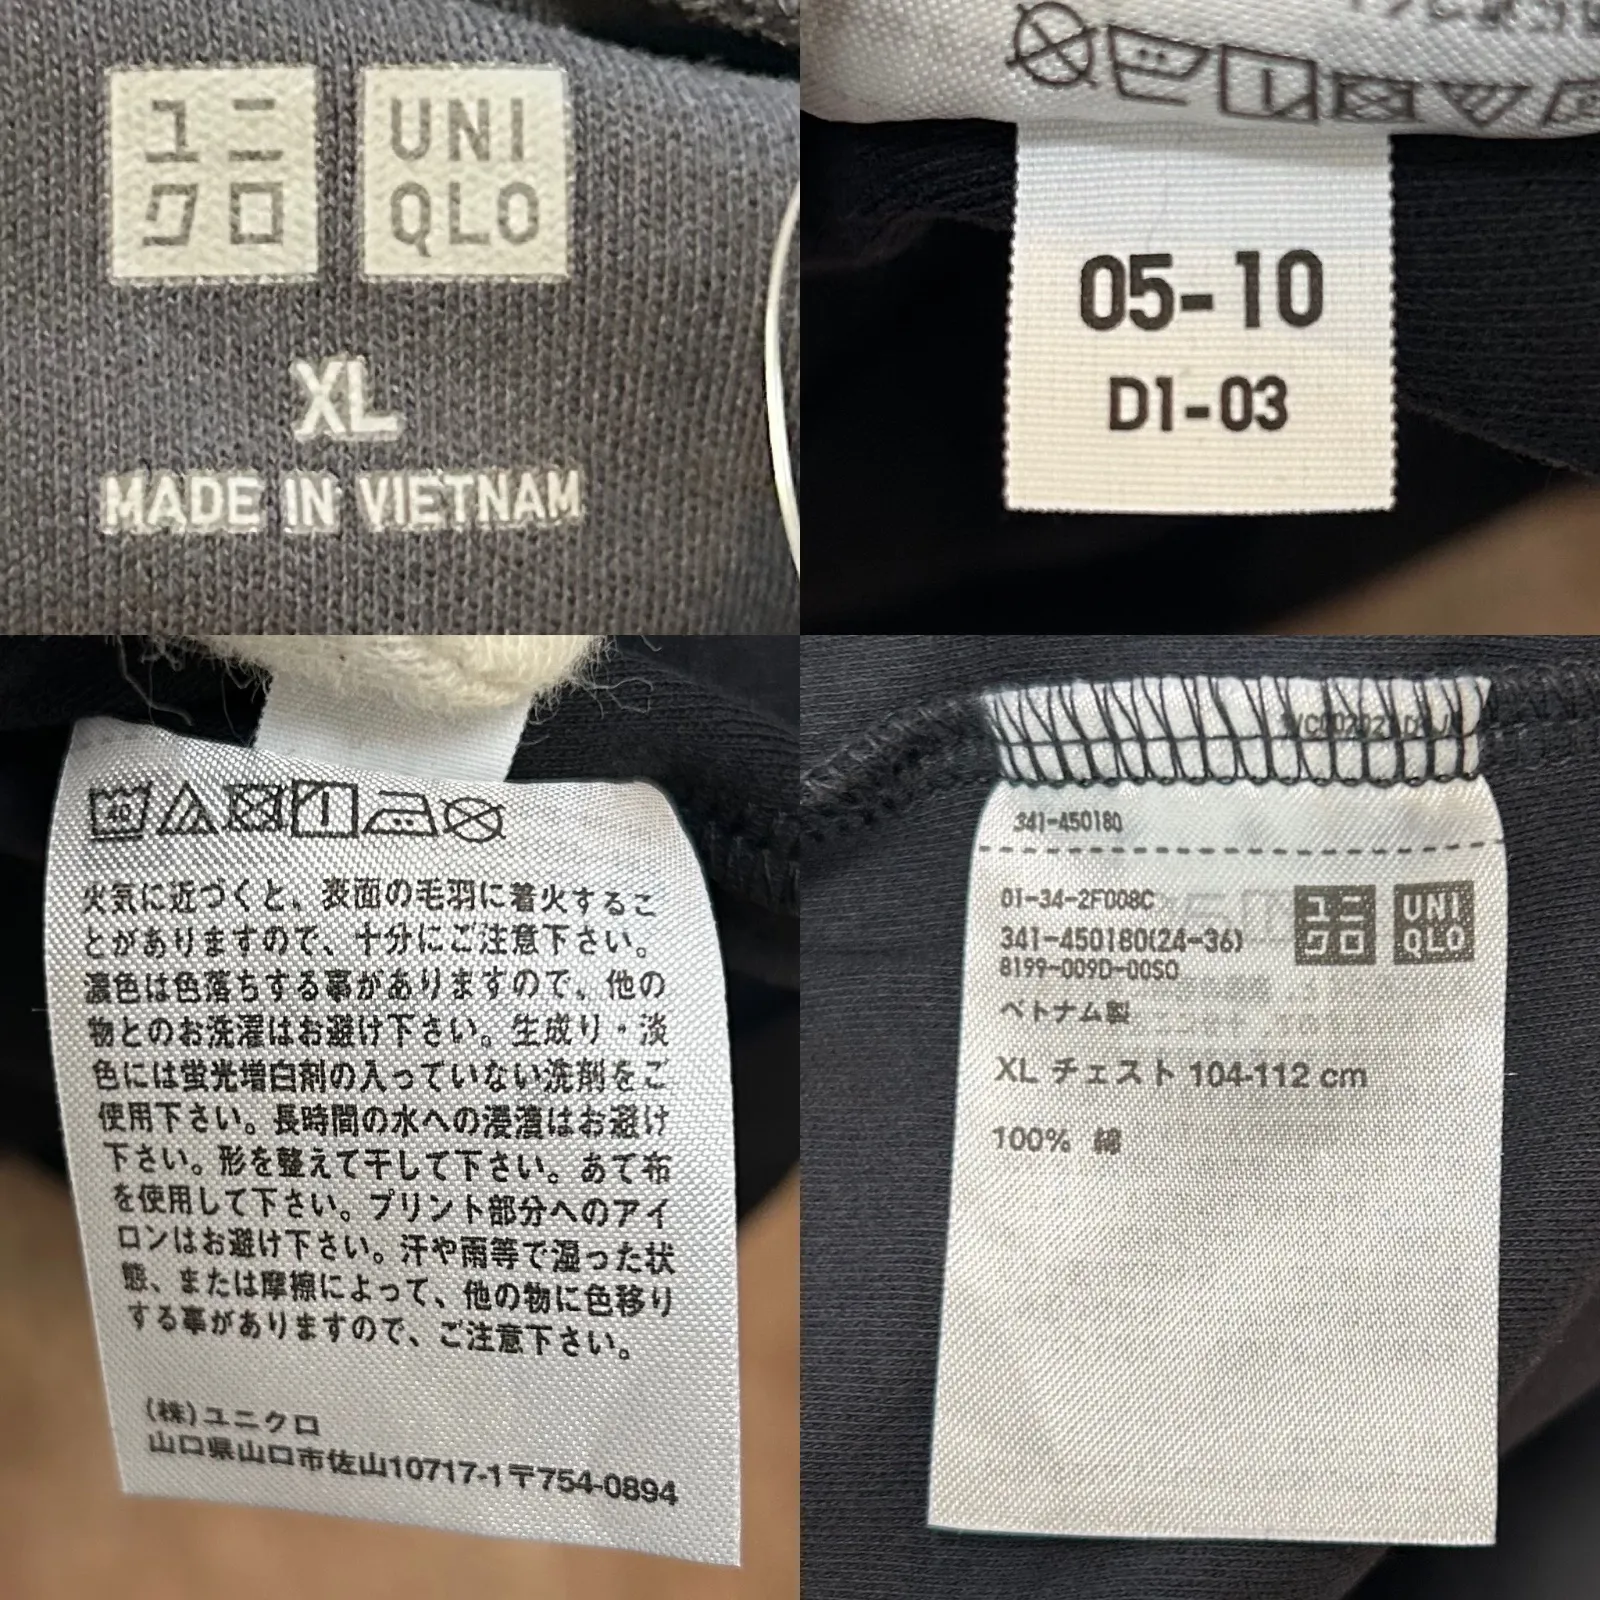 ユニ
クロ
UNI
QLO
XL
MADE IN VIETNAM
05-10
D1-03
40
火気に近づくと、表面の毛羽に着火するこ
とがありますので、十分にご注意下さい。
濃色は色落ちする事がありますので、他の
物とのお洗濯はお避け下さい。生成り・淡
色には蛍光増白剤の入っていない洗剤をご
使用下さい。長時間の水への浸漬はお避け
下さい。形を整えて干して下さい。あて布
を使用して下さい。プリント部分へのアイ
ロンはお避け下さい。汗や雨等で湿った状
態、または摩擦によって、他の物に色移り
する事がありますので、ご注意下さい。
(株)ユニクロ
山口県山口市佐山10717-1〒754-0894
341-450180
01-34-2F008C
341-450180(24-36)
8199-009D-00SO
ユニ
クロ
UNI
QLO
ベトナム製
XL チェスト 104-112 cm
100% 綿